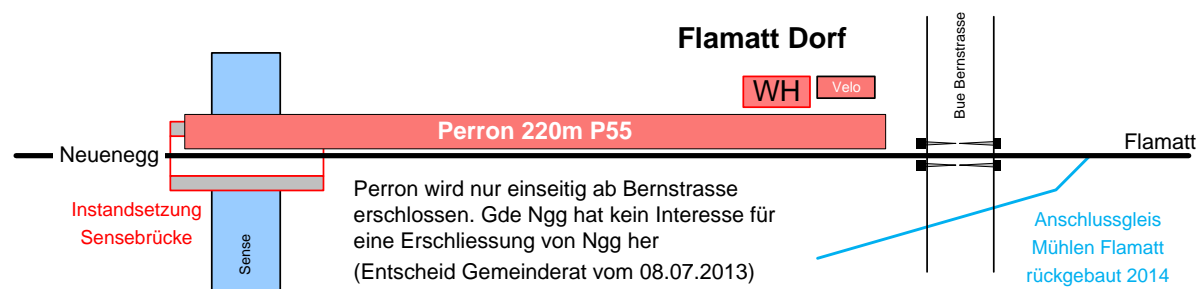 Flamatt Dorf
WH
Velo
Bue Bernstrasse
Perron 220m P55
Neuenegg
Flamatt
Instandsetzung
Sensebrücke
Sense
Perron wird nur einseitig ab Bernstrasse
erschlossen. Gde Ngg hat kein Interesse für
eine Erschliessung von Ngg her
(Entscheid Gemeinderat vom 08.07.2013)
Anschlussgleis
Mühlen Flamatt
rückgebaut 2014